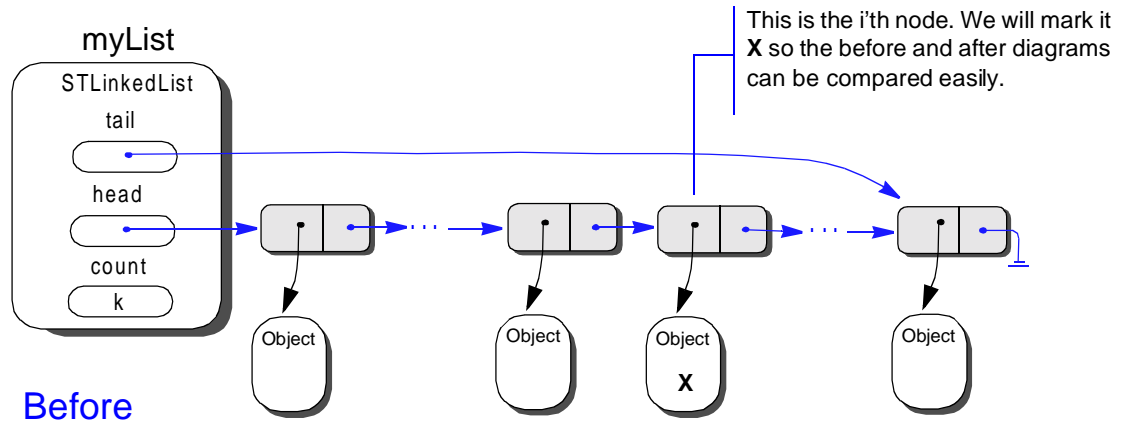 This is the i'th node. We will mark it
X so the before and after diagrams
can be compared easily.
myList
STLinkedList
tail
head
count
k
Object
Object
Object
X
Object
Before